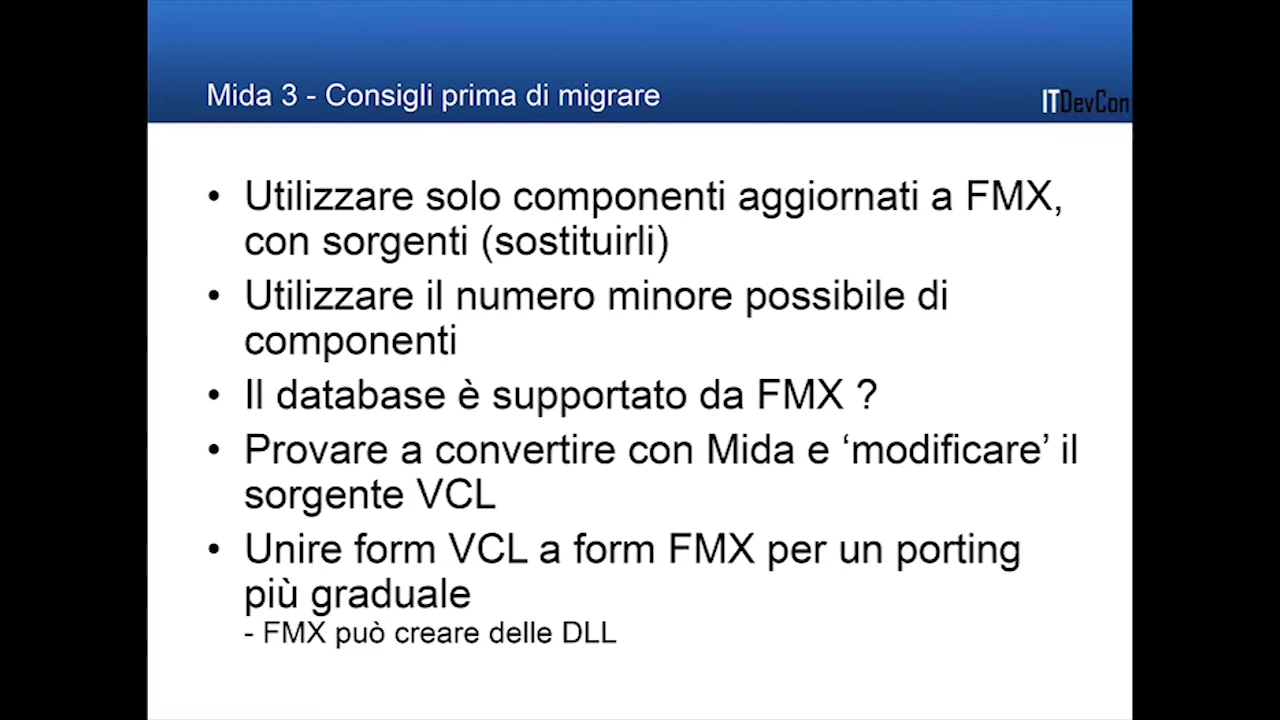 Mida 3 - Consigli prima di migrare
ITDevCon
• Utilizzare solo componenti aggiornati a FMX,
con sorgenti (sostituirli)
• Utilizzare il numero minore possibile di
componenti
• Il database è supportato da FMX ?
• Provare a convertire con Mida e ‘modificare’ il
sorgente VCL
• Unire form VCL a form FMX per un porting
più graduale
- FMX può creare delle DLL